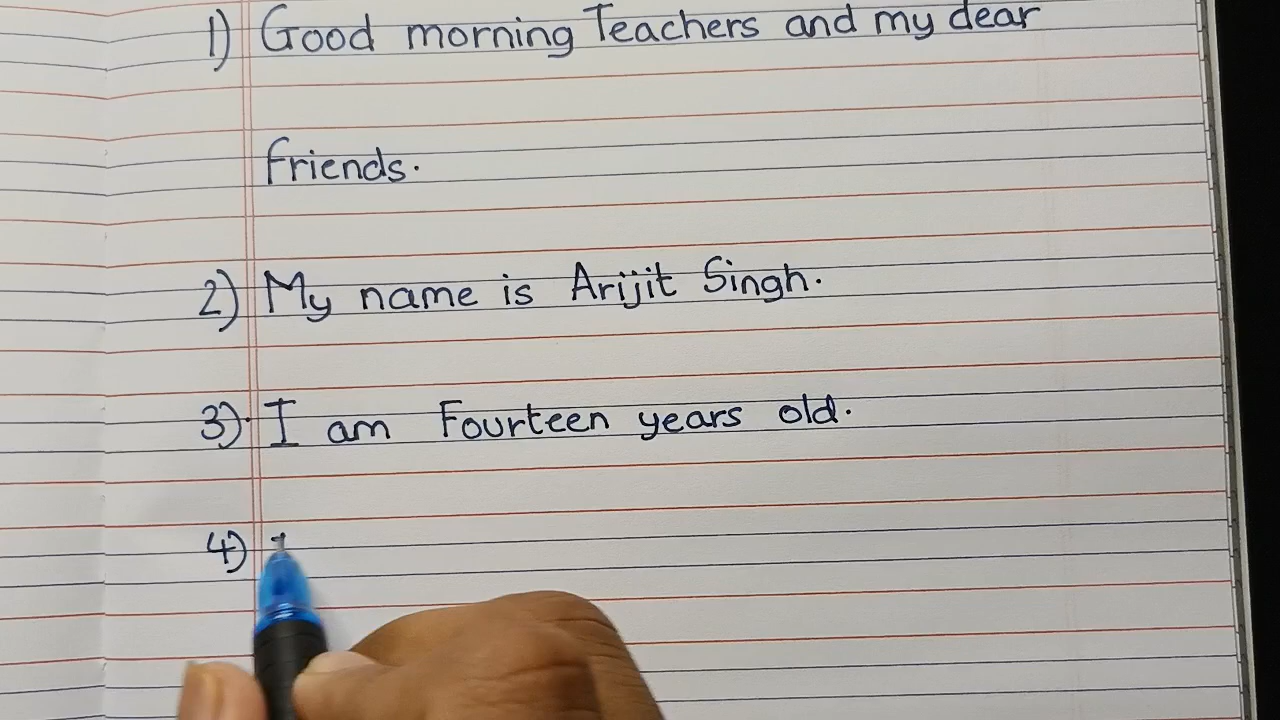 1) Good morning Teachers and my dear
friends.
2) My name is Arijit Singh.
3) I am Fourteen years old.
4)